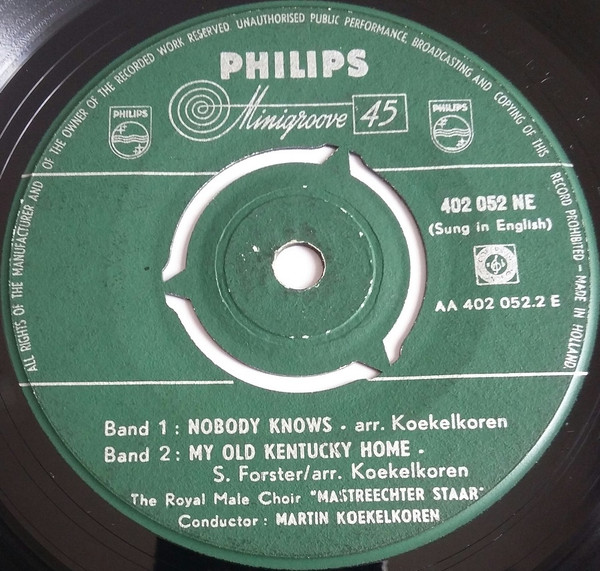 ALL RIGHTS OF THE MANUFACTURER AND OF THE OWNER OF THE RECORDED WORK RESERVED UNAUTHORISED PUBLIC PERFORMANCE, BROADCASTING AND COPYING OF THIS RECORD PROHIBITED - MADE IN HOLLAND.
PHILIPS
Minigroove 45
PHILIPS
PHILIPS
402 052 NE
(Sung in English)
AA 402 052.2 E
Band 1 : NOBODY KNOWS . arr. Koekelkoren
Band 2 : MY OLD KENTUCKY HOME .
S. Forster/arr. Koekelkoren
The Royal Male Choir "MASTREECHTER STAAR"
Conductor : MARTIN KOEKELKOREN